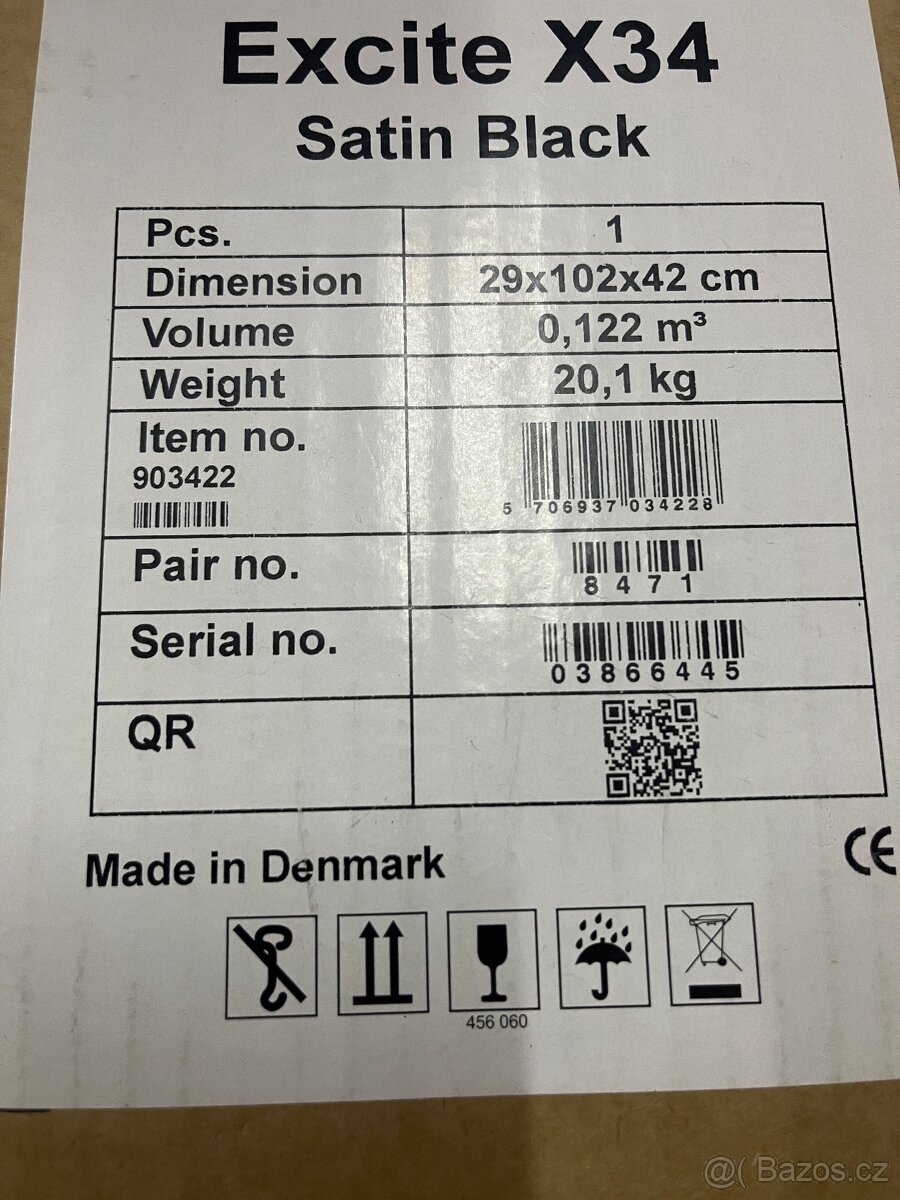 Excite X34
Satin Black
Pcs. 1
Dimension 29x102x42 cm
Volume 0,122 m³
Weight 20,1 kg
Item no.
903422
5 706937 034228
Pair no. 8471
Serial no. 03866445
QR
Made in Denmark CE
456 060
@( Bazos.cz